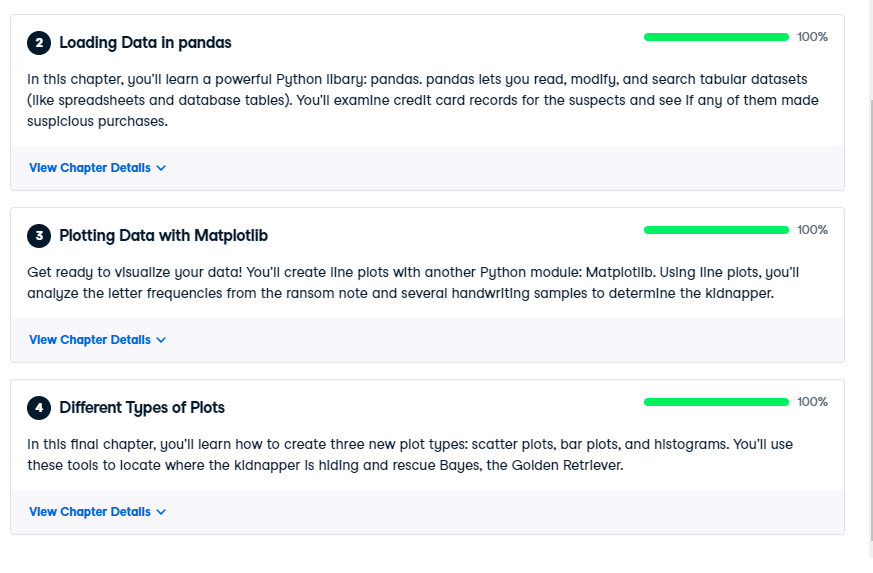 2 Loading Data in pandas 100%
In this chapter, you'll learn a powerful Python libary: pandas. pandas lets you read, modify, and search tabular datasets
(like spreadsheets and database tables). You'll examine credit card records for the suspects and see if any of them made
suspicious purchases.
View Chapter Details
3 Plotting Data with Matplotlib 100%
Get ready to visualize your data! You'll create line plots with another Python module: Matplotlib. Using line plots, you'll
analyze the letter frequencies from the ransom note and several handwriting samples to determine the kidnapper.
View Chapter Details
4 Different Types of Plots 100%
In this final chapter, you'll learn how to create three new plot types: scatter plots, bar plots, and histograms. You'll use
these tools to locate where the kidnapper is hiding and rescue Bayes, the Golden Retriever.
View Chapter Details